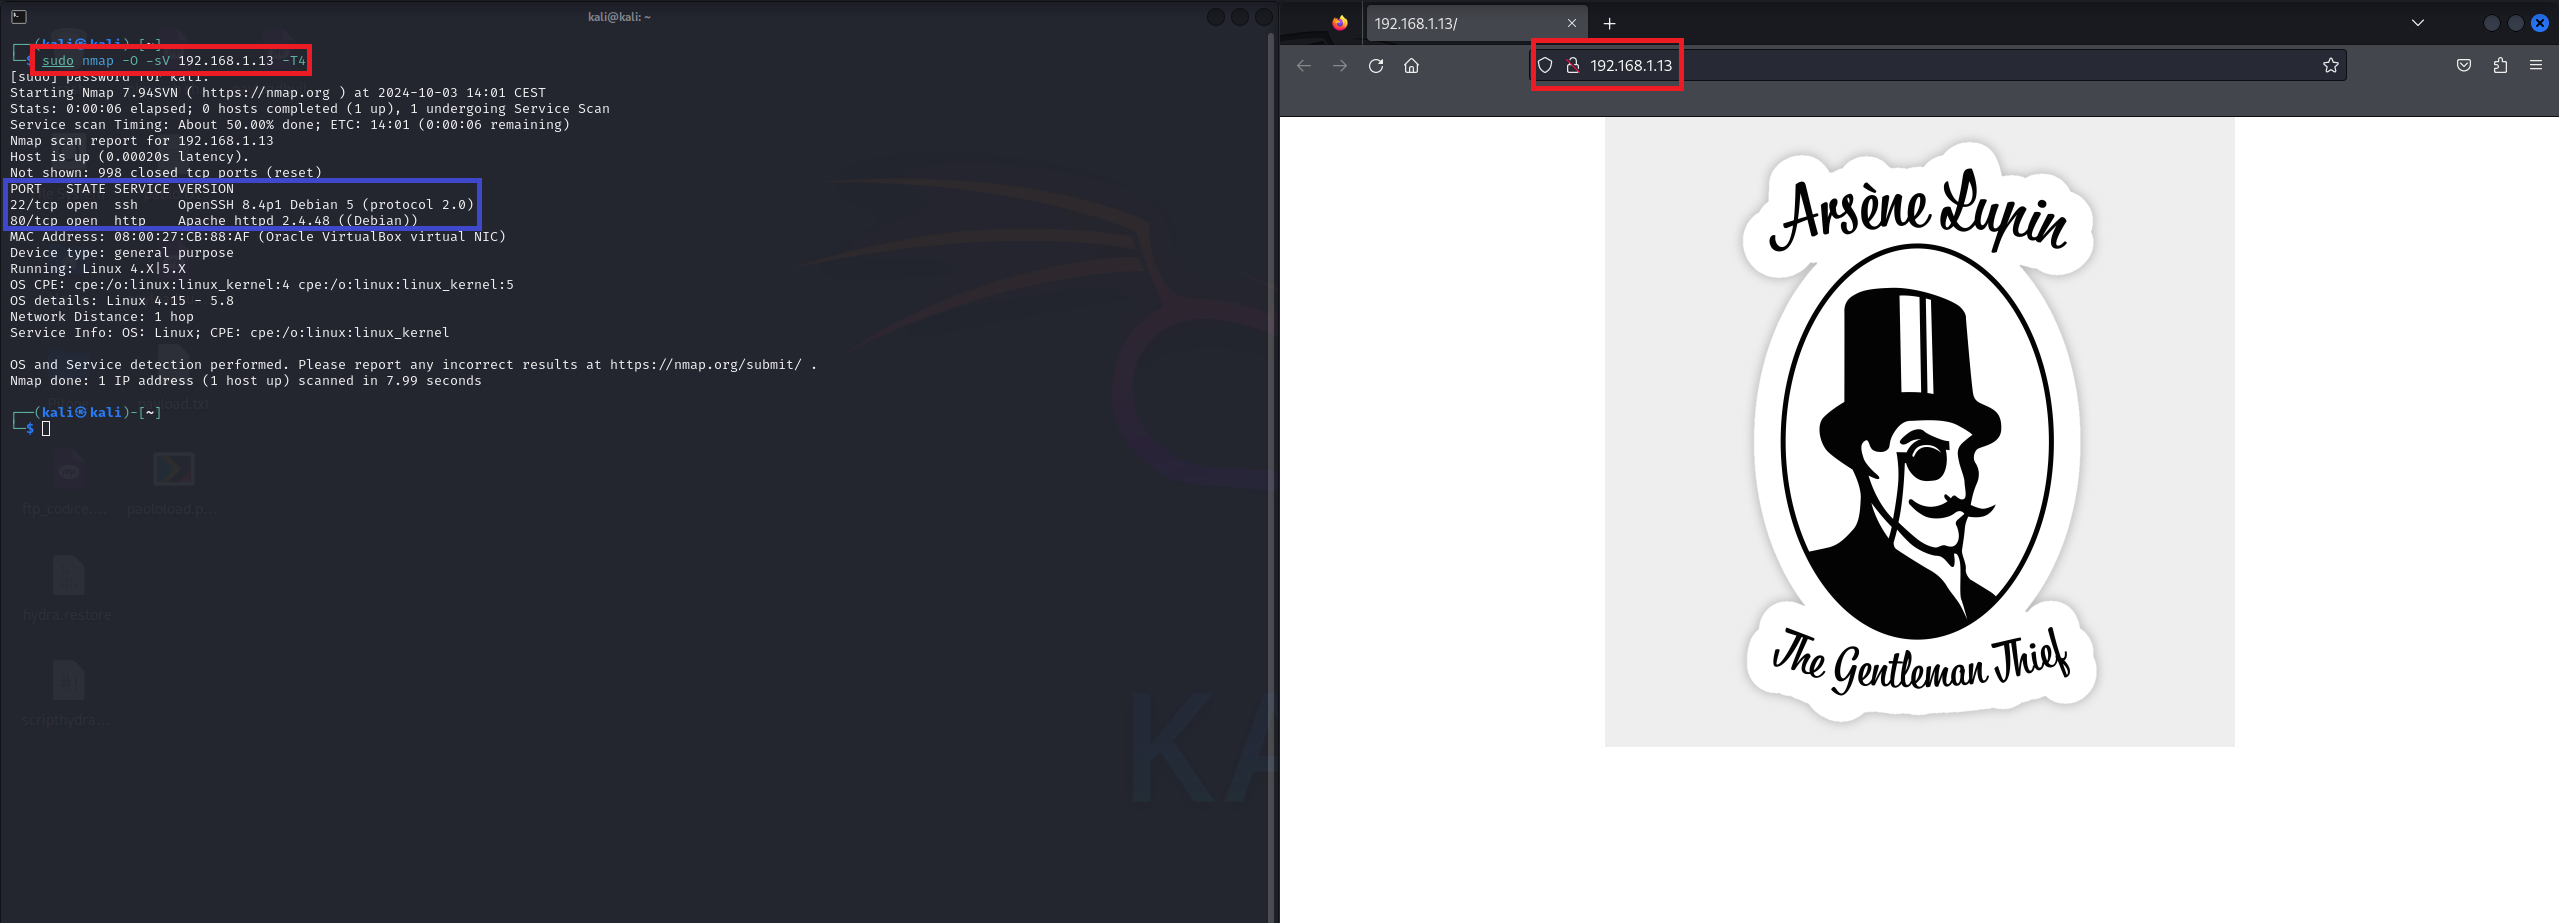 kali@kali: ~
(kali㉿kali)-[~]
$ sudo nmap -O -sV 192.168.1.13 -T4
[sudo] password for kali:
Starting Nmap 7.94SVN ( https://nmap.org ) at 2024-10-03 14:01 CEST
Stats: 0:00:06 elapsed; 0 hosts completed (1 up), 1 undergoing Service Scan
Service scan Timing: About 50.00% done; ETC: 14:01 (0:00:06 remaining)
Nmap scan report for 192.168.1.13
Host is up (0.00020s latency).
Not shown: 998 closed tcp ports (reset)
PORT   STATE SERVICE VERSION
22/tcp open  ssh     OpenSSH 8.4p1 Debian 5 (protocol 2.0)
80/tcp open  http    Apache httpd 2.4.48 ((Debian))
MAC Address: 08:00:27:CB:88:AF (Oracle VirtualBox virtual NIC)
Device type: general purpose
Running: Linux 4.X|5.X
OS CPE: cpe:/o:linux:linux_kernel:4 cpe:/o:linux:linux_kernel:5
OS details: Linux 4.15 - 5.8
Network Distance: 1 hop
Service Info: OS: Linux; CPE: cpe:/o:linux:linux_kernel
OS and Service detection performed. Please report any incorrect results at https://nmap.org/submit/ .
Nmap done: 1 IP address (1 host up) scanned in 7.99 seconds
payload.txt
(kali㉿kali)-[~]
$
ftp_codice.... paoloload.p...
hydra.restore
scripthydra...
KA
192.168.1.13/
192.168.1.13
Arsène Lupin
The Gentleman Thief